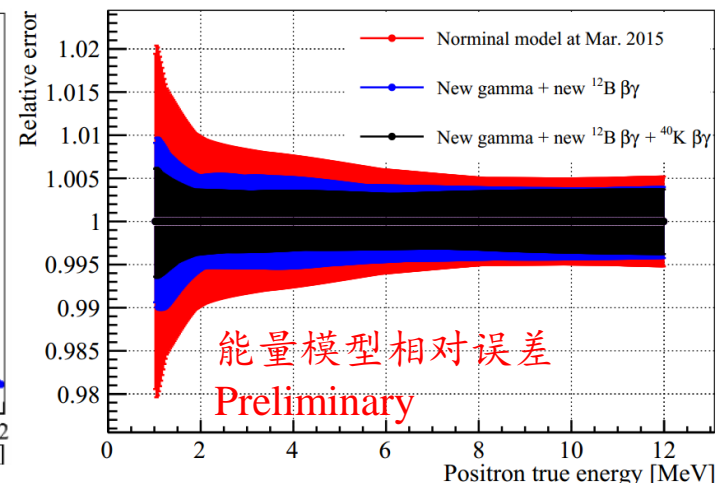 Relative error
1.02
1.015
1.01
1.005
1
0.995
0.99
0.985
0.98
Norminal model at Mar. 2015
New gamma + new ¹²B βγ
New gamma + new ¹²B βγ + ⁴⁰K βγ
能量模型相对误差
Preliminary
2
]
0 2 4 6 8 10 12
Positron true energy [MeV]